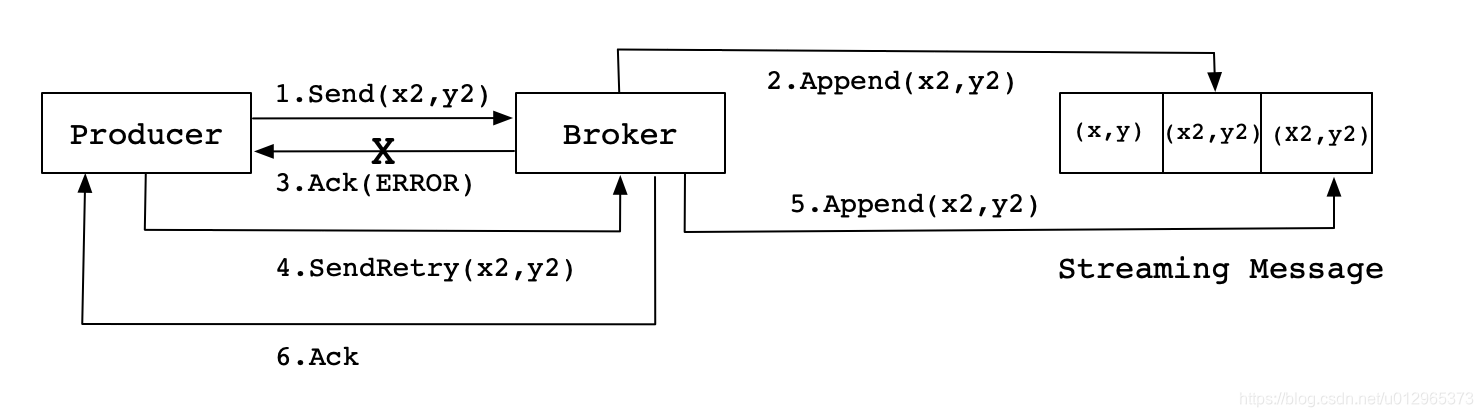 2.Append(x2,y2)
1.Send(x2,y2)
Producer
X
Broker
(x,y)
(x2,y2)
(X2,y2)
3.Ack(ERROR)
5.Append(x2,y2)
4.SendRetry(x2,y2)
Streaming Message
6.Ack
https://blog.csdn.net/u012965373